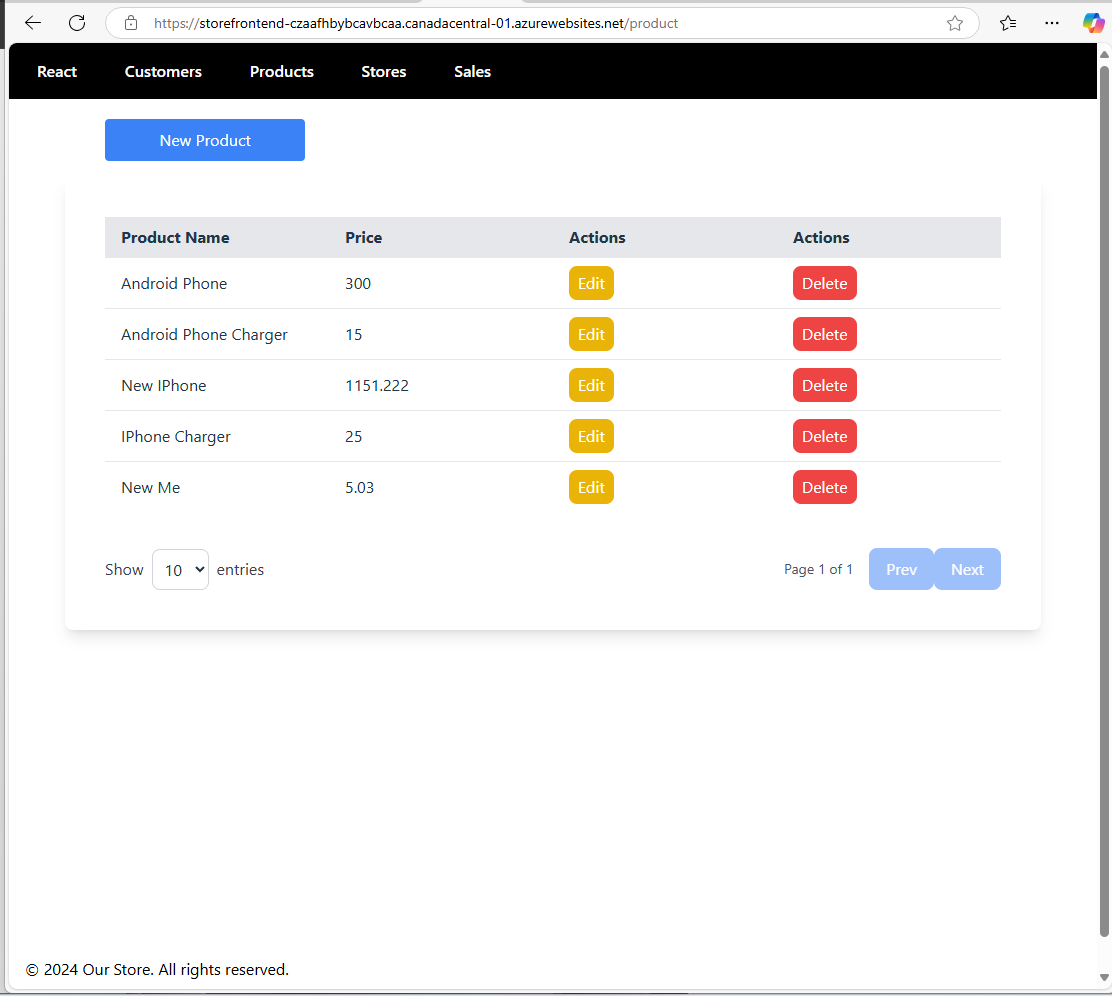 https://storefrontend-czaafhbybcavbcaa.canadacentral-01.azurewebsites.net/product
React Customers Products Stores Sales
New Product
Product Name Price Actions Actions
Android Phone 300 Edit Delete
Android Phone Charger 15 Edit Delete
New IPhone 1151.222 Edit Delete
IPhone Charger 25 Edit Delete
New Me 5.03 Edit Delete
Show 10 entries Page 1 of 1 Prev Next
© 2024 Our Store. All rights reserved.